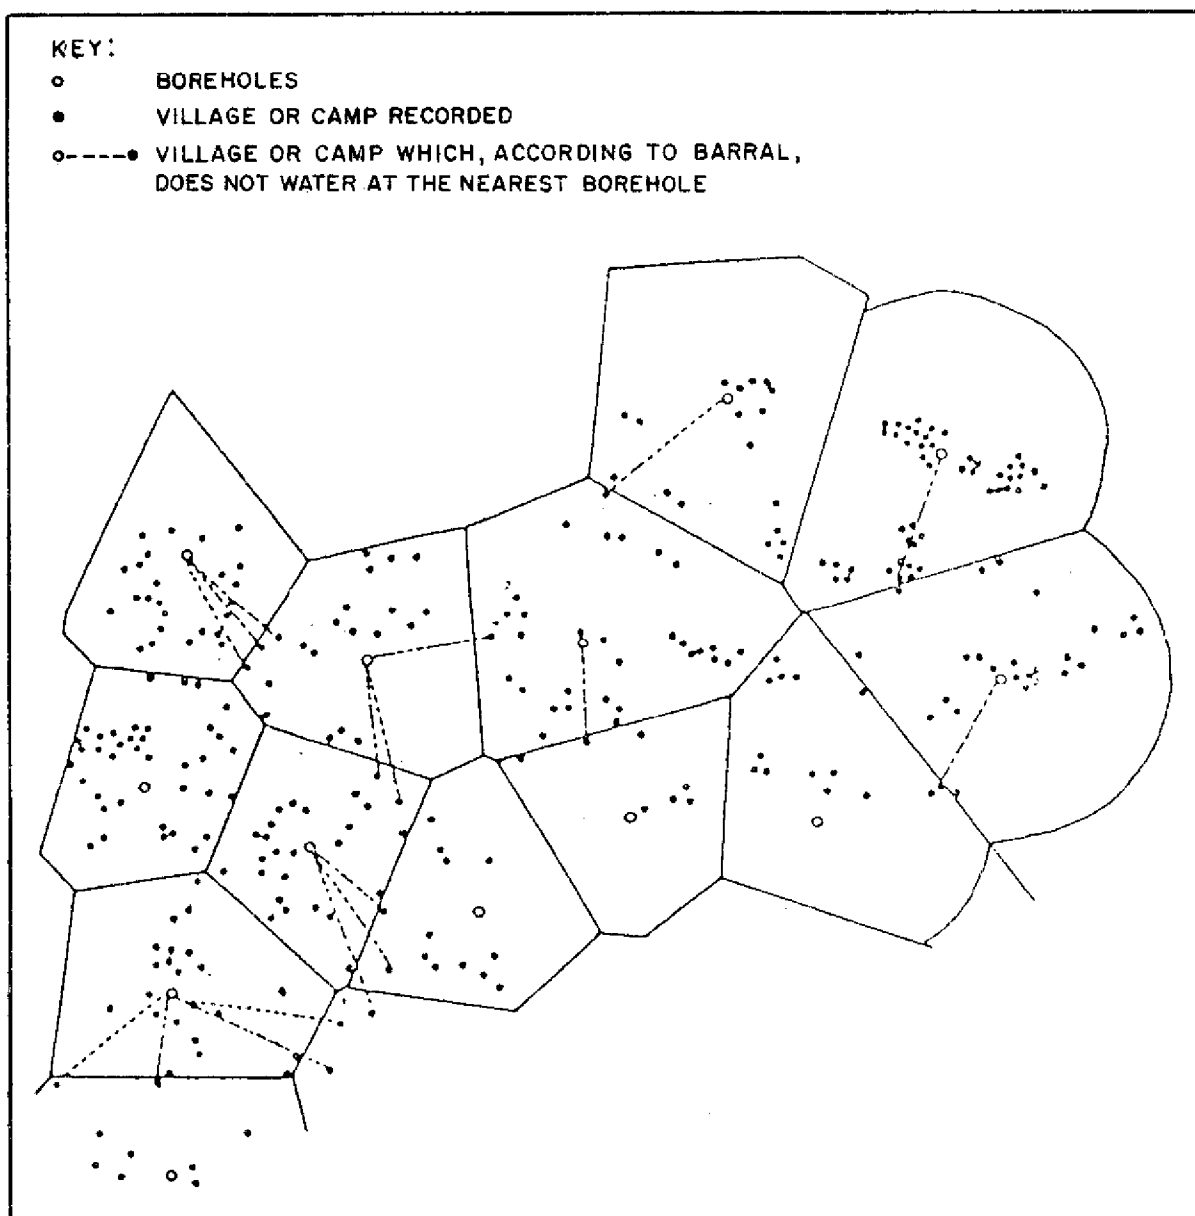 KEY:
BOREHOLES
VILLAGE OR CAMP RECORDED
VILLAGE OR CAMP WHICH, ACCORDING TO BARRAL,
DOES NOT WATER AT THE NEAREST BOREHOLE